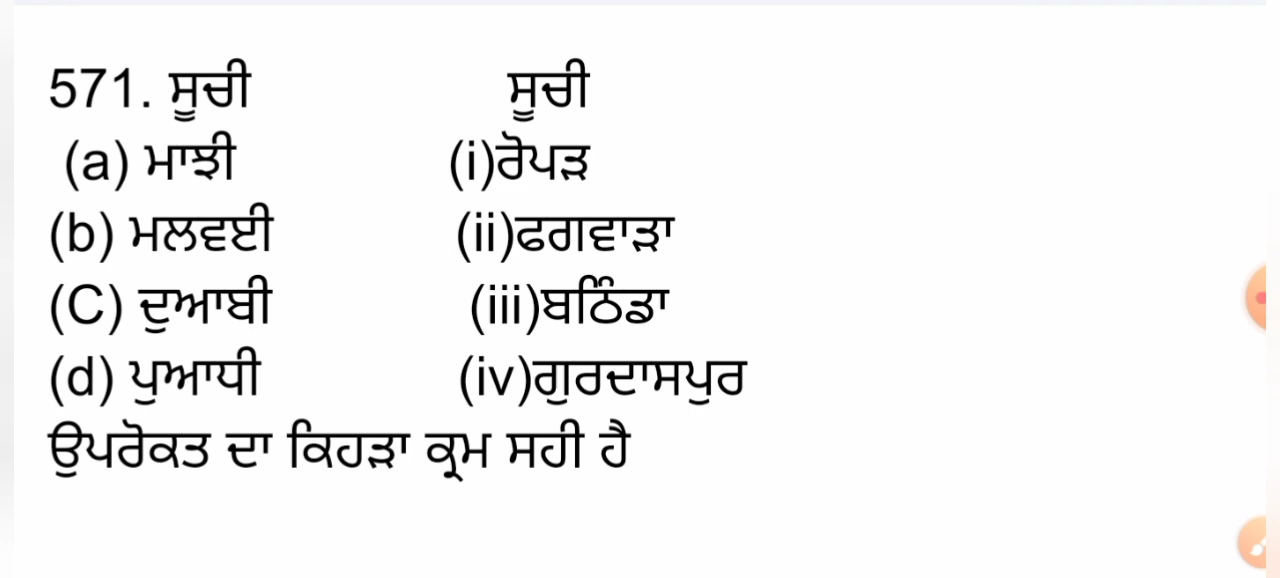 571. ਸੂਚੀ ਸੂਚੀ
(a) ਮਾਝੀ (i)ਰੋਪੜ
(b) ਮਲਵਈ (ii)ਫਗਵਾੜਾ
(C) ਦੁਆਬੀ (iii)ਬਠਿੰਡਾ
(d) ਪੁਆਧੀ (iv)ਗੁਰਦਾਸਪੁਰ
ਉਪਰੋਕਤ ਦਾ ਕਿਹੜਾ ਕ੍ਰਮ ਸਹੀ ਹੈ